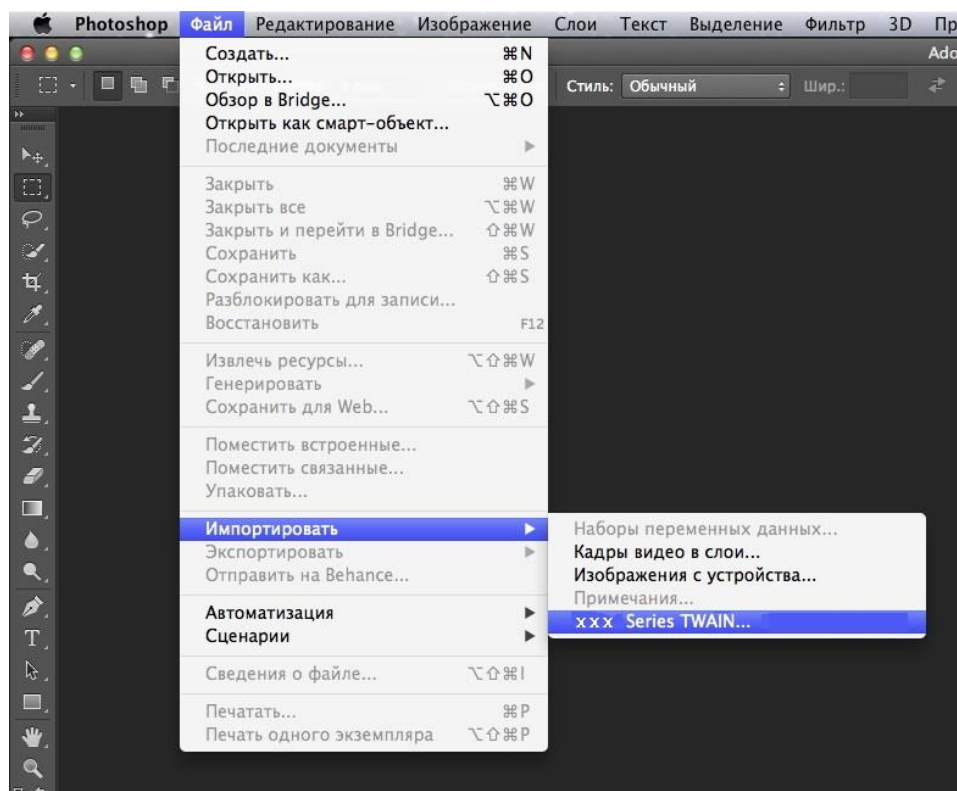 Photoshop Файл Редактирование Изображение Слои Текст Выделение Фильтр 3D
Ado
Стиль: Обычный Шир.:
Создать... ⌘N
Открыть... ⌘O
Обзор в Bridge... ⌥⌘O
Открыть как смарт-объект...
Последние документы
Закрыть ⌘W
Закрыть все ⌥⌘W
Закрыть и перейти в Bridge... ⇧⌘W
Сохранить ⌘S
Сохранить как... ⇧⌘S
Разблокировать для записи...
Восстановить F12
Извлечь ресурсы... ⌥⇧⌘W
Генерировать
Сохранить для Web... ⌥⇧⌘S
Поместить встроенные...
Поместить связанные...
Упаковать...
Импортировать
Экспортировать
Отправить на Behance...
Автоматизация
Сценарии
Сведения о файле... ⌥⇧⌘I
Печатать... ⌘P
Печать одного экземпляра ⌥⇧⌘P
Наборы переменных данных...
Кадры видео в слои...
Изображения с устройства...
Примечания...
xxx Series TWAIN...